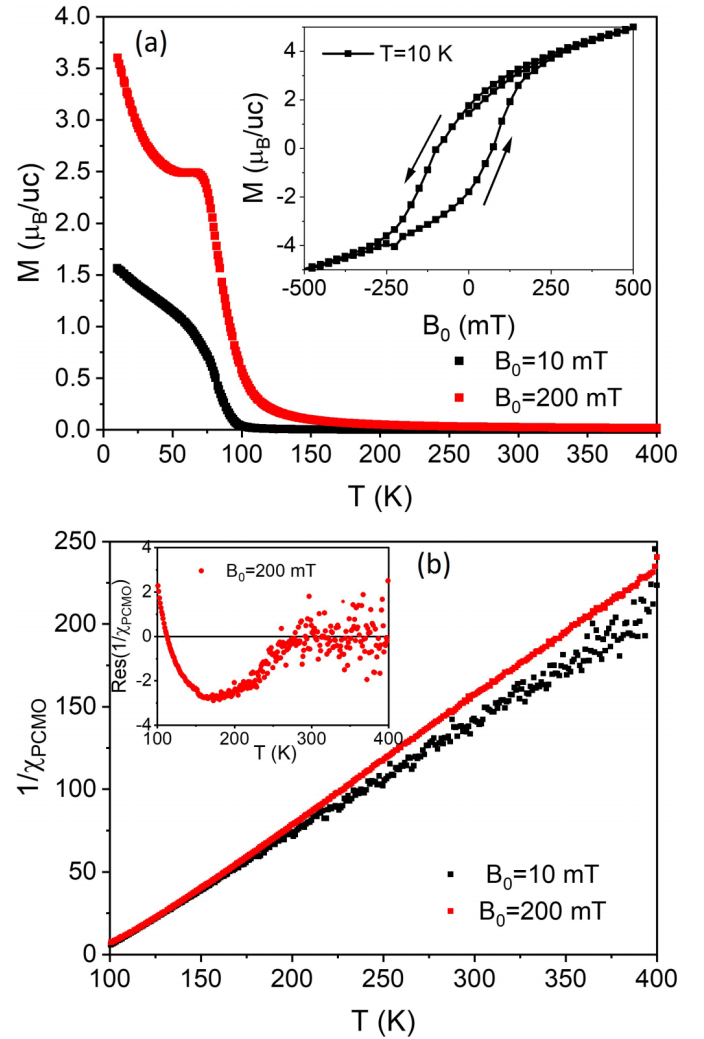 (a)
4.0
3.5
3.0
2.5
2.0
1.5
1.0
0.5
0.0
M (μB/uc)
0 50 100 150 200 250 300 350 400
T (K)
T=10 K
4
2
0
-2
-4
M (μB/uc)
-500 -250 0 250 500
B0 (mT)
B0=10 mT
B0=200 mT
(b)
250
200
150
100
50
0
1/χPCMO
100 150 200 250 300 350 400
T (K)
B0=200 mT
4
2
0
-2
-4
Res(1/χPCMO)
100 200 300 400
T (K)
B0=10 mT
B0=200 mT